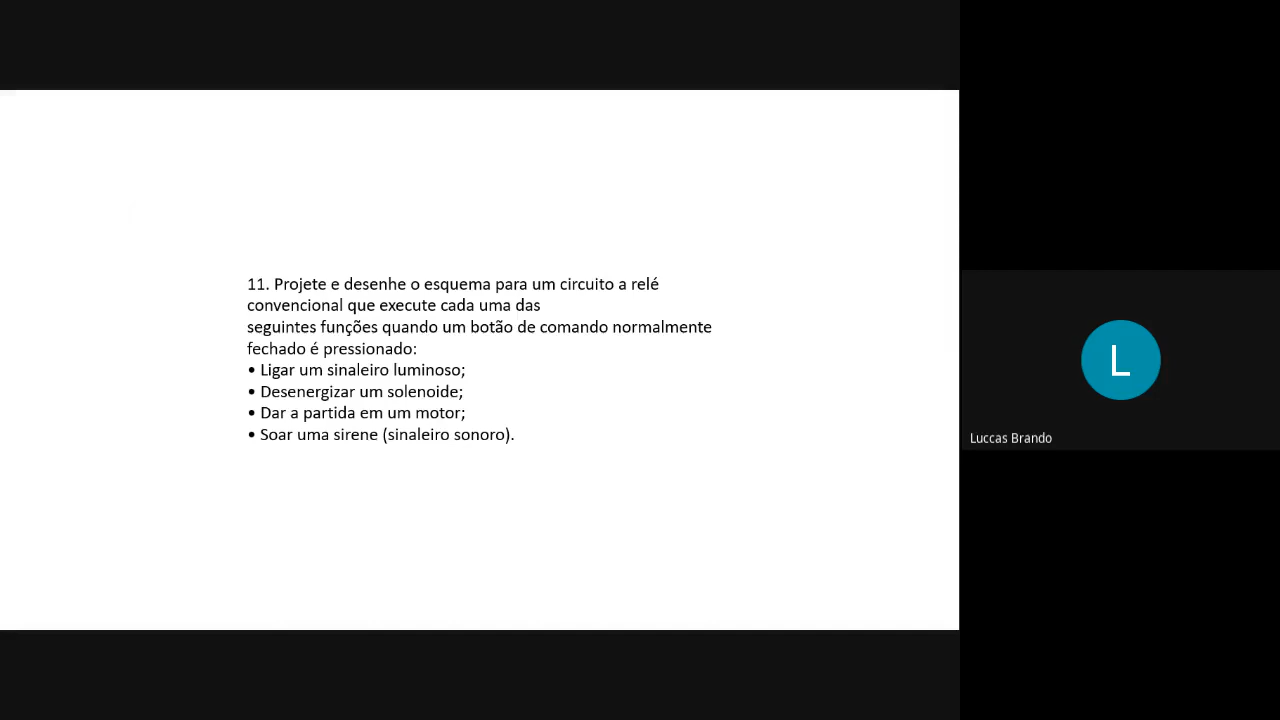 11. Projete e desenhe o esquema para um circuito a relé
convencional que execute cada uma das
seguintes funções quando um botão de comando normalmente
fechado é pressionado:
• Ligar um sinaleiro luminoso;
• Desenergizar um solenoide;
• Dar a partida em um motor;
• Soar uma sirene (sinaleiro sonoro).
L
Luccas Brando